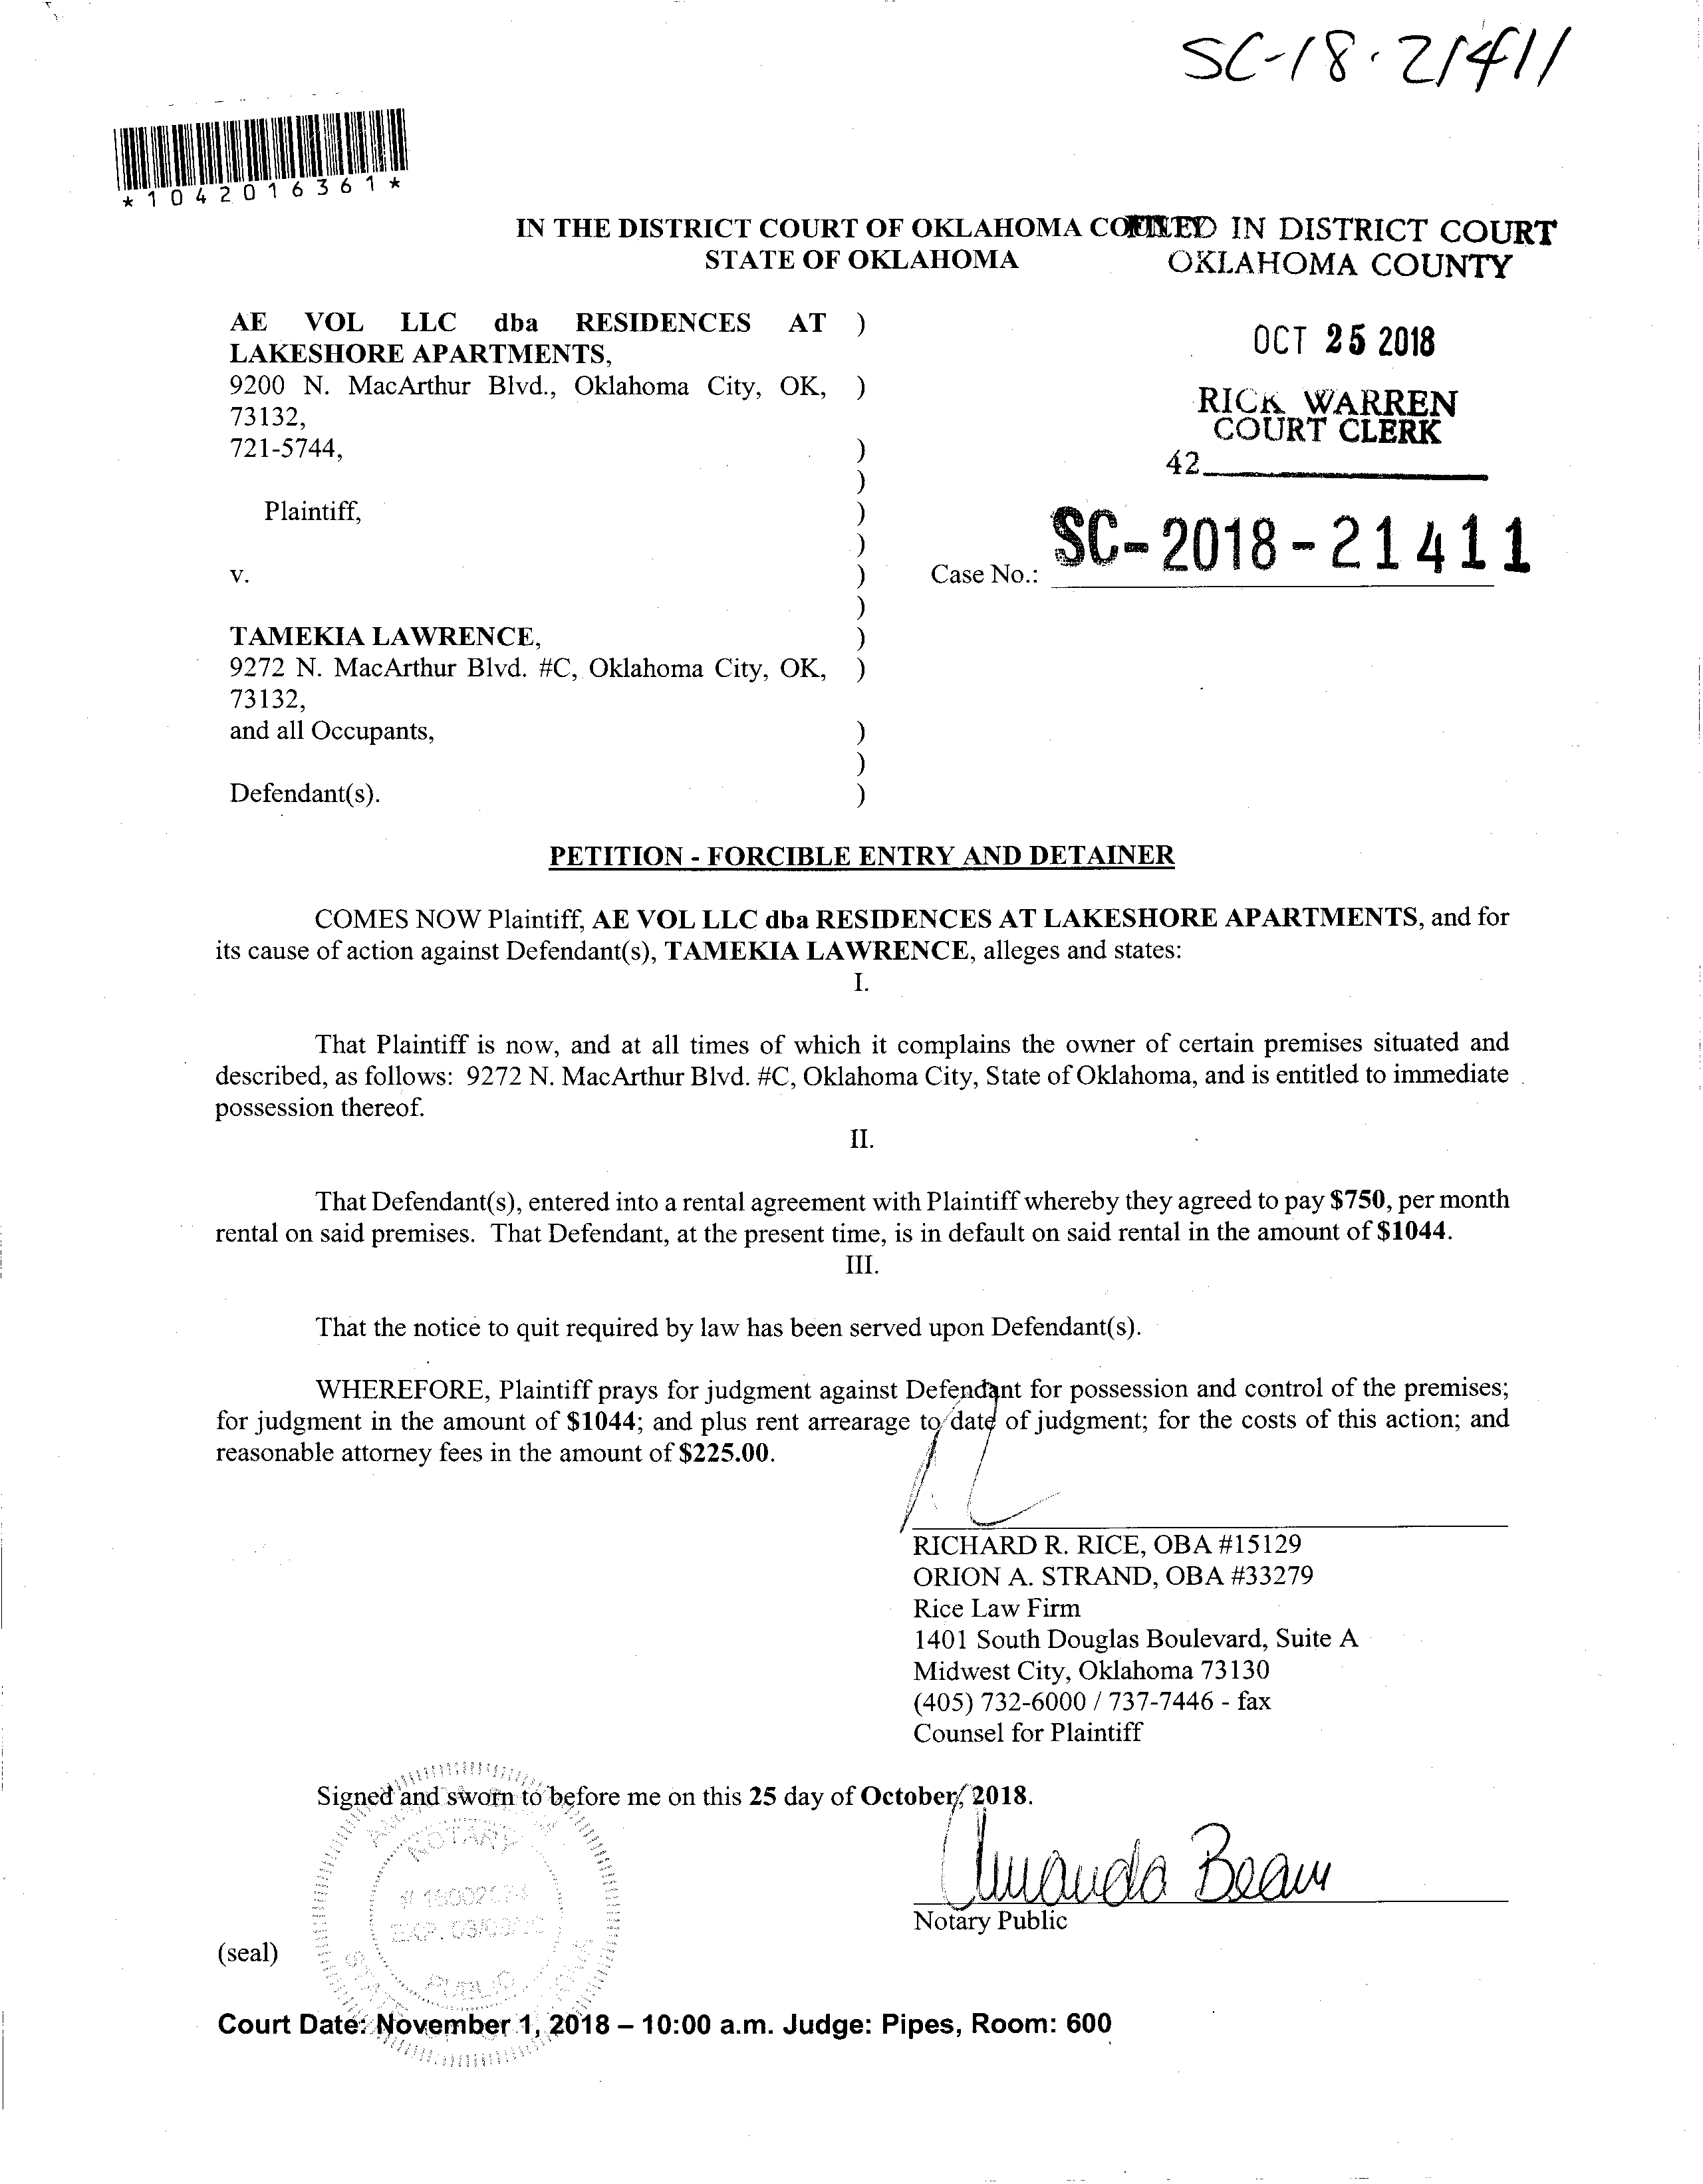 SC-18-21411
*1042016361*
IN THE DISTRICT COURT OF OKLAHOMA
FILED IN DISTRICT COURT
STATE OF OKLAHOMA
OKLAHOMA COUNTY
AE VOL LLC dba RESIDENCES AT )
LAKESHORE APARTMENTS,
9200 N. MacArthur Blvd., Oklahoma City, OK, )
73132,
721-5744, )
)
Plaintiff, )
)
v. )
)
TAMEKIA LAWRENCE, )
9272 N. MacArthur Blvd. #C, Oklahoma City, OK, )
73132,
and all Occupants, )
)
Defendant(s). )
OCT 25 2018
RICK WARREN
COURT CLERK
42
Case No.: SC-2018-21411
PETITION - FORCIBLE ENTRY AND DETAINER
COMES NOW Plaintiff, AE VOL LLC dba RESIDENCES AT LAKESHORE APARTMENTS, and for
its cause of action against Defendant(s), TAMEKIA LAWRENCE, alleges and states:
I.
That Plaintiff is now, and at all times of which it complains the owner of certain premises situated and
described, as follows: 9272 N. MacArthur Blvd. #C, Oklahoma City, State of Oklahoma, and is entitled to immediate
possession thereof.
II.
That Defendant(s), entered into a rental agreement with Plaintiff whereby they agreed to pay $750, per month
rental on said premises. That Defendant, at the present time, is in default on said rental in the amount of $1044.
III.
That the notice to quit required by law has been served upon Defendant(s).
WHEREFORE, Plaintiff prays for judgment against Defendant for possession and control of the premises;
for judgment in the amount of $1044; and plus rent arrearage to date of judgment; for the costs of this action; and
reasonable attorney fees in the amount of $225.00.
RICHARD R. RICE, OBA #15129
ORION A. STRAND, OBA #33279
Rice Law Firm
1401 South Douglas Boulevard, Suite A
Midwest City, Oklahoma 73130
(405) 732-6000 / 737-7446 - fax
Counsel for Plaintiff
Signed and sworn to before me on this 25 day of October, 2018.
Amanda Beam
Notary Public
NOTARY
PUBLIC
(seal)
Court Date: November 1, 2018 – 10:00 a.m. Judge: Pipes, Room: 600